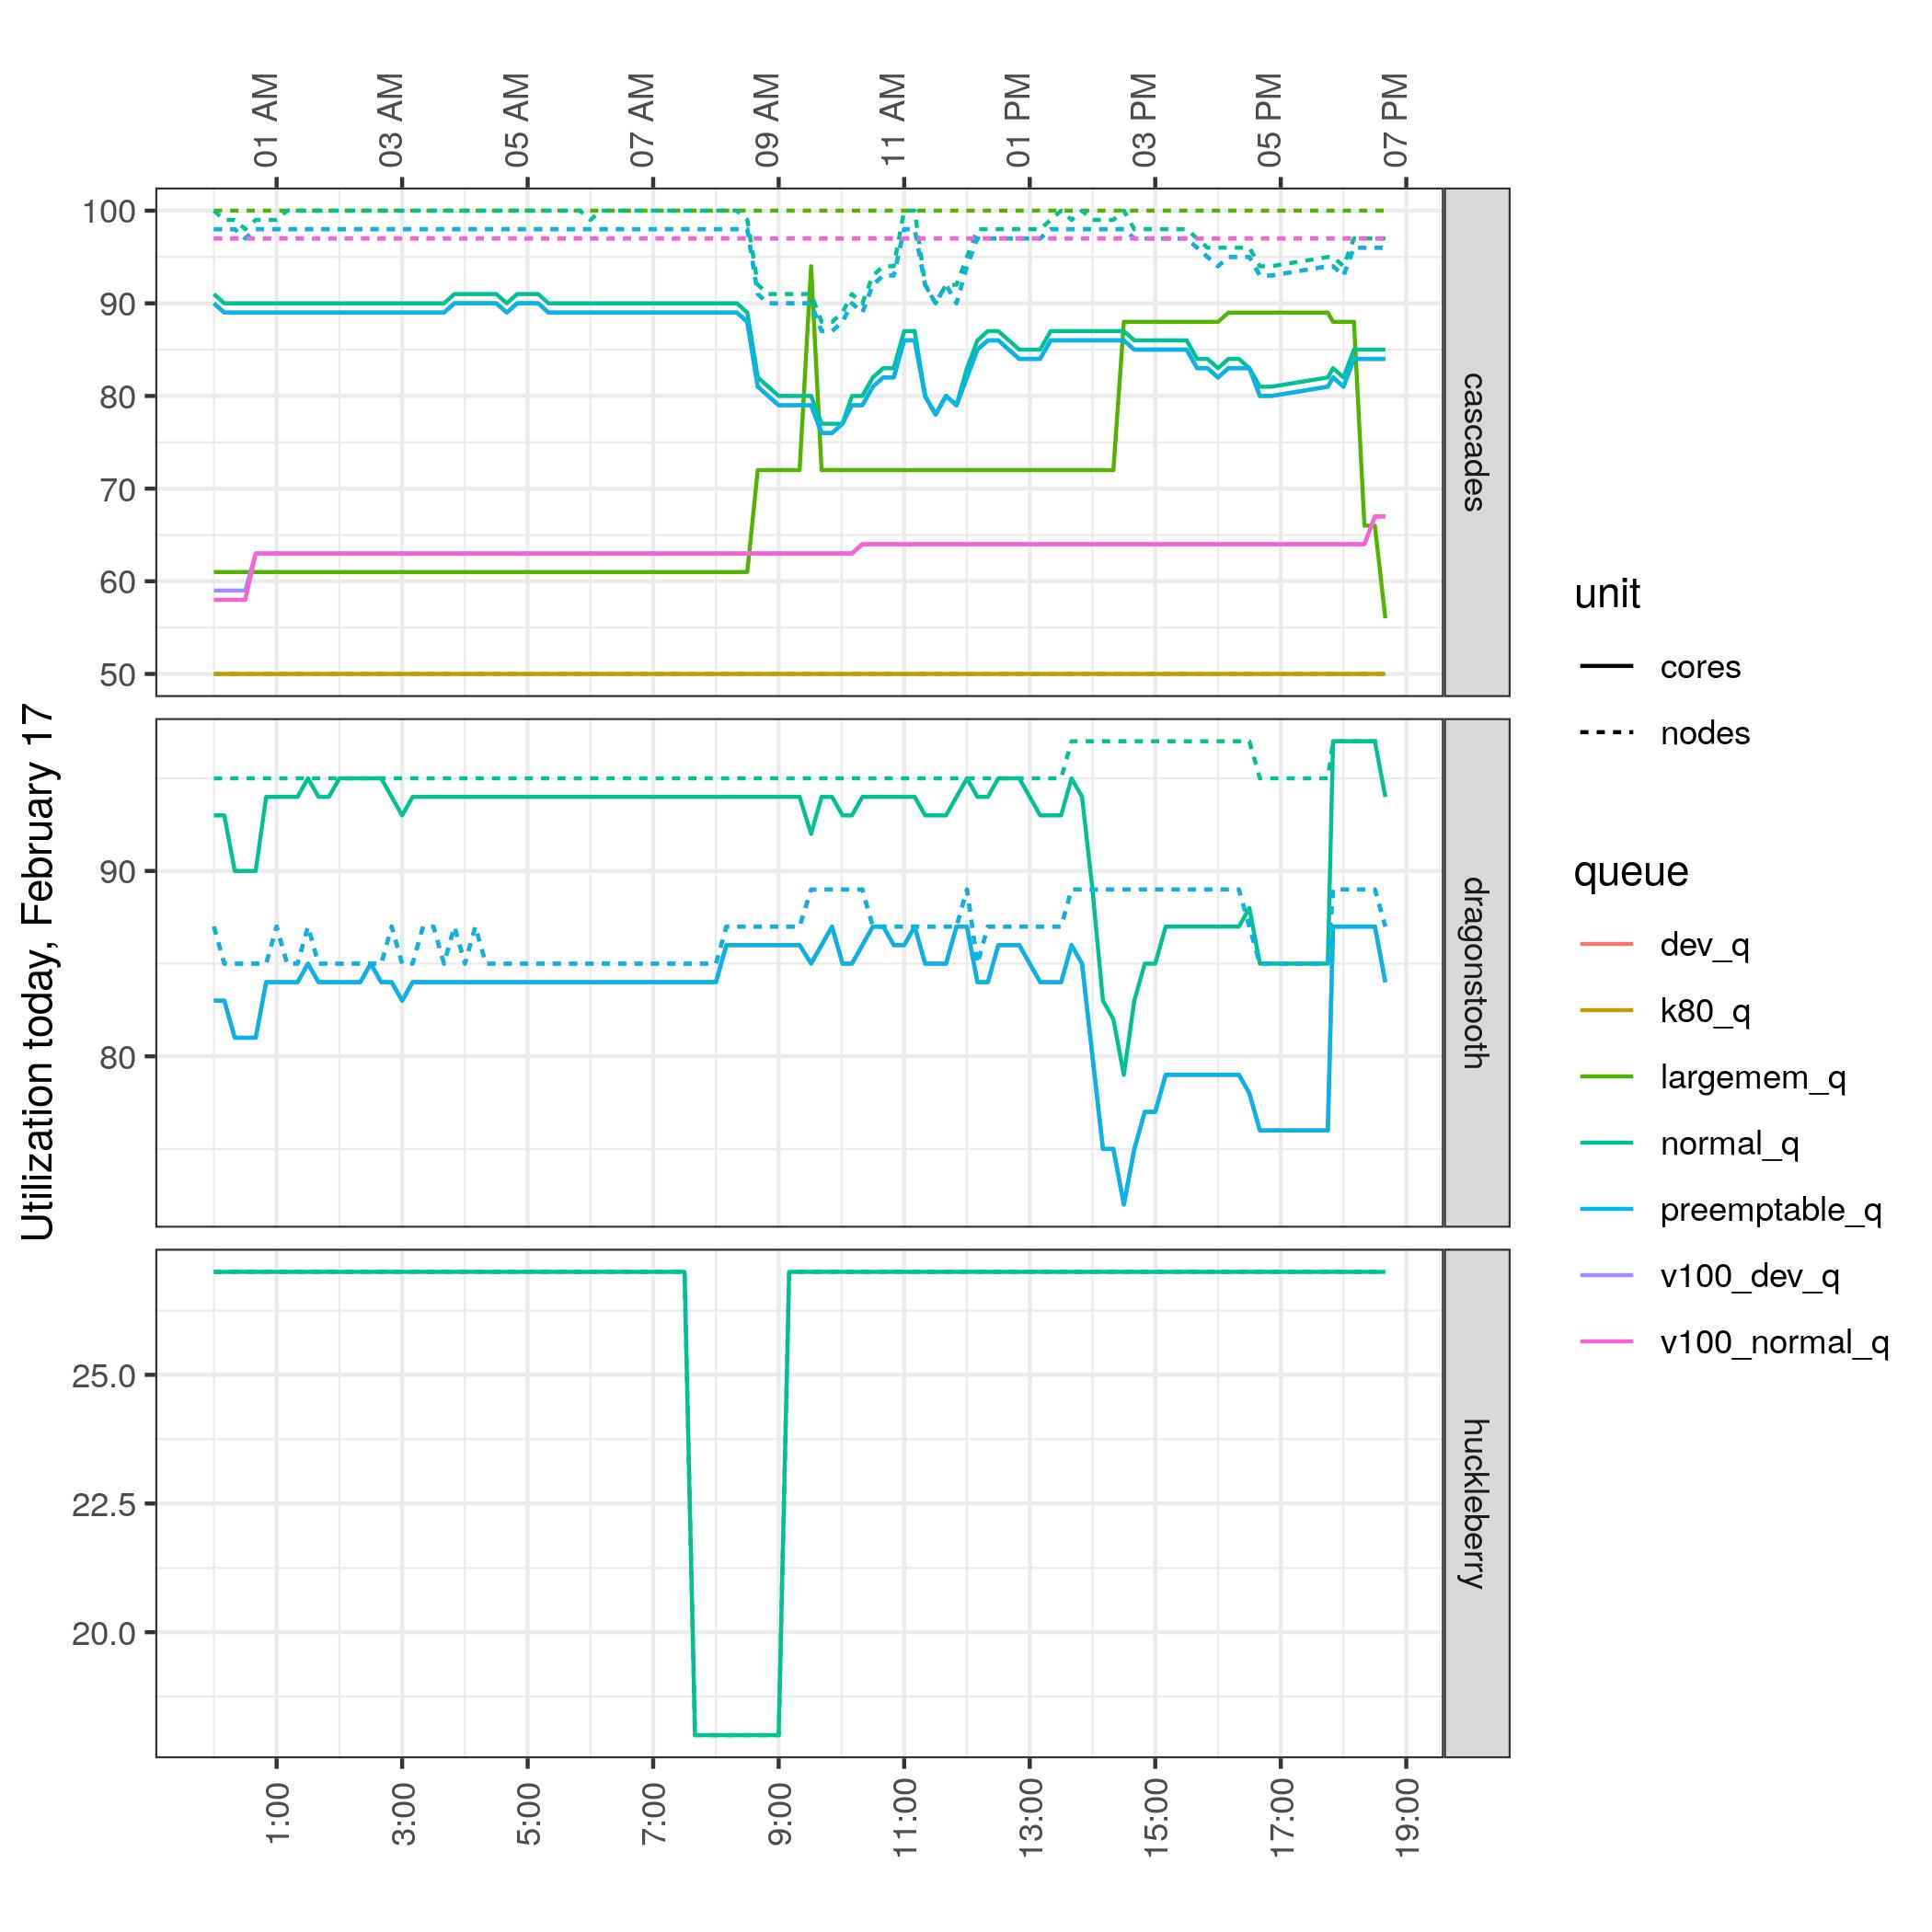 01 AM
03 AM
05 AM
07 AM
09 AM
11 AM
01 PM
03 PM
05 PM
07 PM
Utilization today, February 17
100
90
80
70
60
50
cascades
90
80
dragonstooth
25.0
22.5
20.0
huckleberry
1:00
3:00
5:00
7:00
9:00
11:00
13:00
15:00
17:00
19:00
unit
cores
nodes
queue
dev_q
k80_q
largemem_q
normal_q
preemptable_q
v100_dev_q
v100_normal_q